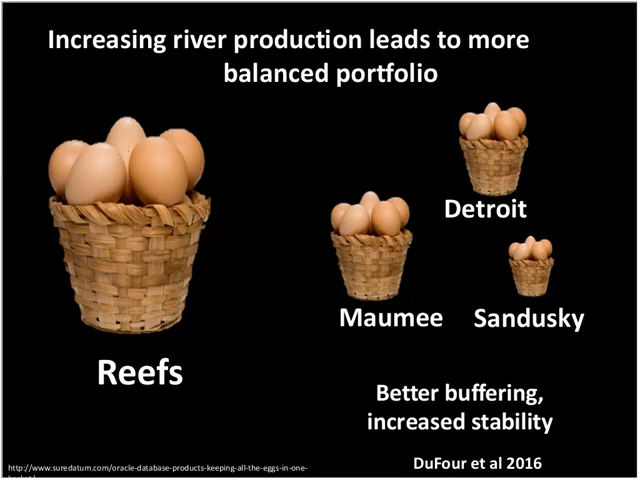 Increasing river production leads to more
balanced portfolio
Detroit
Maumee
Sandusky
Reefs
Better buffering,
increased stability
DuFour et al 2016
http://www.suredatum.com/oracle-database-products-keeping-all-the-eggs-in-one-